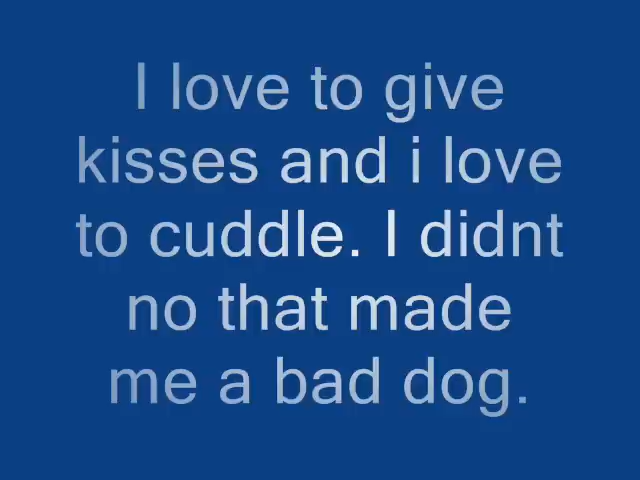 I love to give
kisses and i love
to cuddle. I didnt
no that made
me a bad dog.